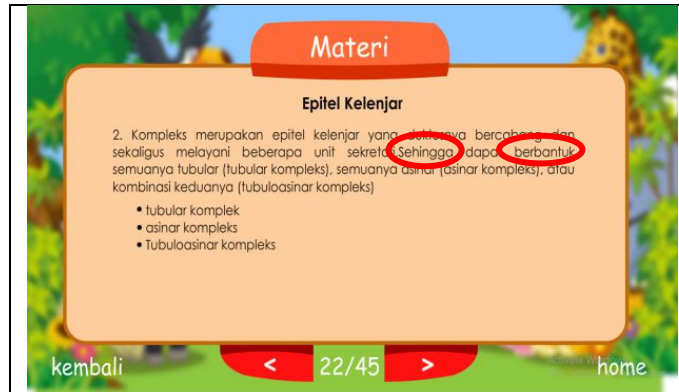 Materi
Epitel Kelenjar
2. Kompleks merupakan epitel kelenjar yang duktusnya bercabang dan
sekaligus melayani beberapa unit sekretori,Sehingga dapat berbantuk
semuanya tubular (tubular kompleks), semuanya asinar (asinar kompleks), atau
kombinasi keduanya (tubuloasinar kompleks)
• tubular komplek
• asinar kompleks
• Tubuloasinar kompleks
kembali
< 22/45 >
home